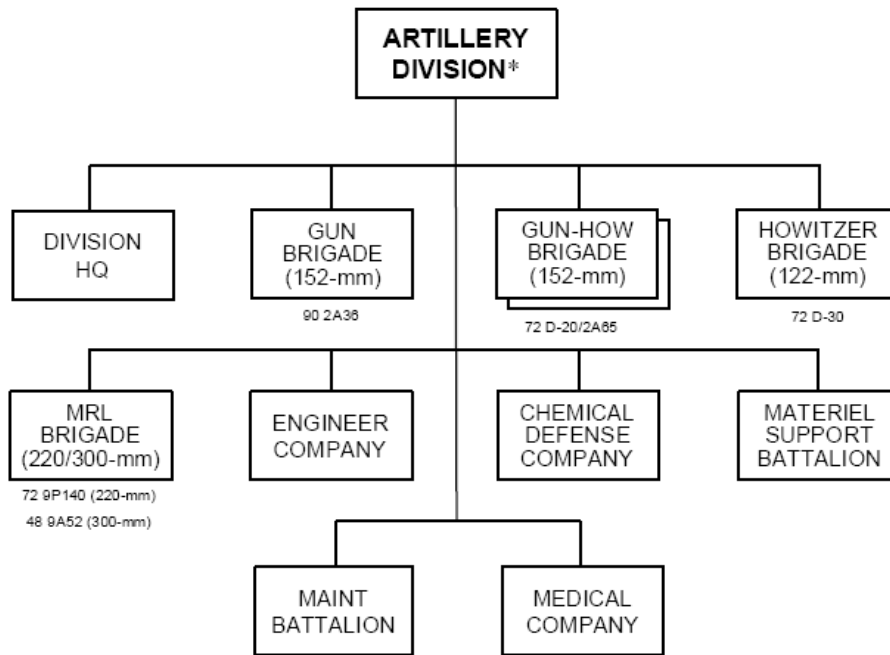 ARTILLERY
DIVISION*
DIVISION
HQ
GUN
BRIGADE
(152-mm)
90 2A36
GUN-HOW
BRIGADE
(152-mm)
72 D-20/2A65
HOWITZER
BRIGADE
(122-mm)
72 D-30
MRL
BRIGADE
(220/300-mm)
72 9P140 (220-mm)
48 9A52 (300-mm)
ENGINEER
COMPANY
CHEMICAL
DEFENSE
COMPANY
MATERIEL
SUPPORT
BATTALION
MAINT
BATTALION
MEDICAL
COMPANY